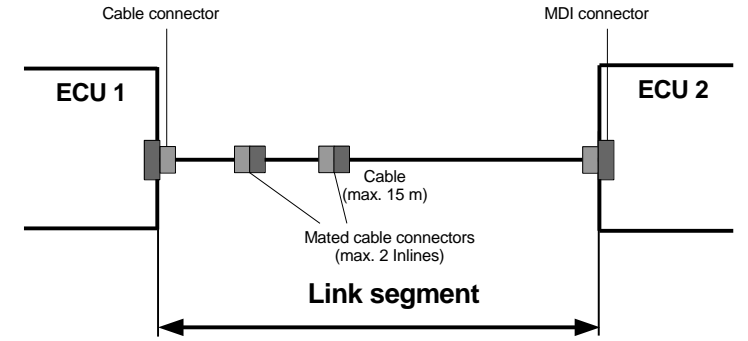 Cable connector
MDI connector
ECU 1
ECU 2
Cable
(max. 15 m)
Mated cable connectors
(max. 2 Inlines)
Link segment